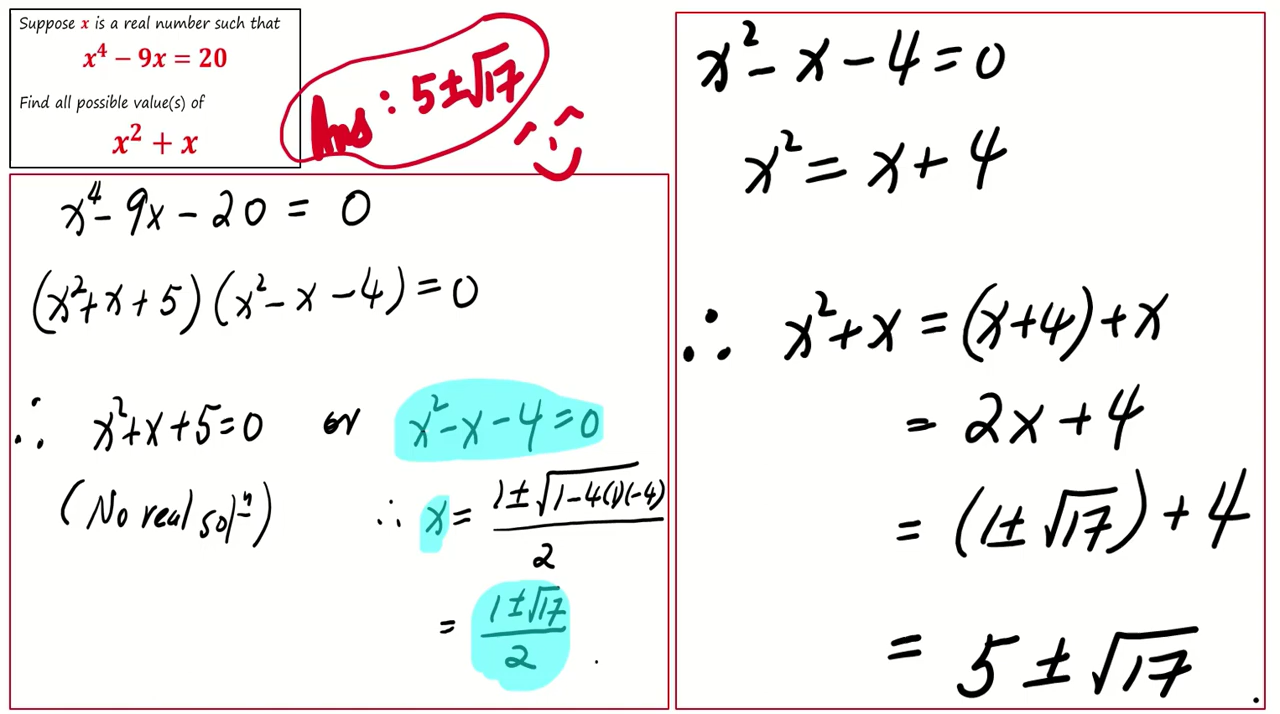 Suppose x is a real number such that
x⁴ − 9x = 20
Find all possible value(s) of
x² + x
Ans : 5±√17
x⁴ - 9x - 20 = 0
(x²+x+5)(x²-x-4)=0
∴ x²+x+5=0 or x²-x-4=0
(No real solⁿ)
∴ x = (1±√(1-4(1)(-4)))/2
= (1±√17)/2
x²-x-4=0
x²=x+4
∴ x²+x=(x+4)+x
= 2x+4
= (1±√17)+4
= 5±√17